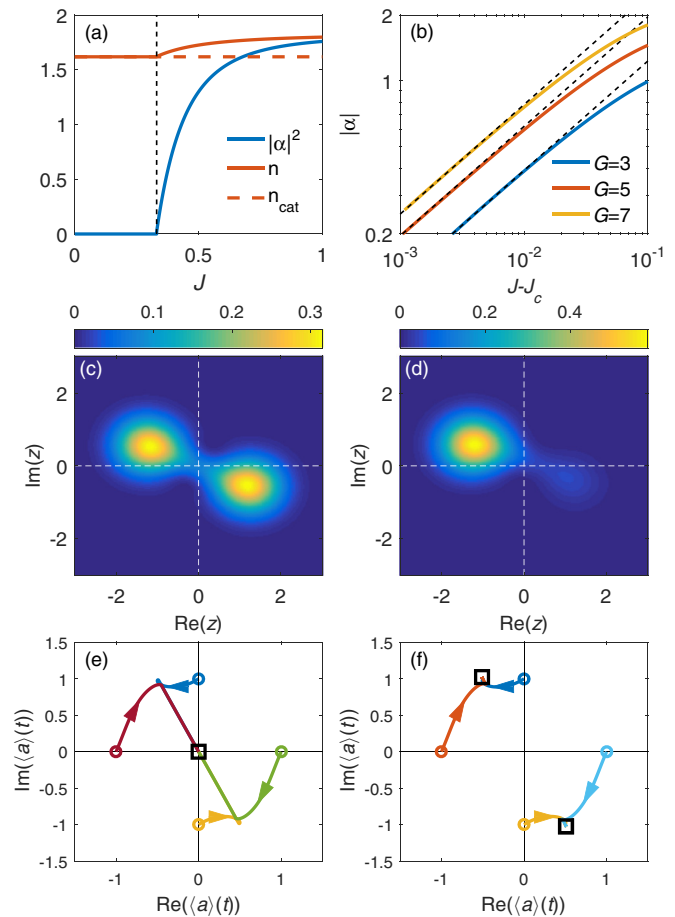 (a)
2
1.5
1
0.5
0
0
0.5
1
J
|α|²
n
n_cat
(b)
|α|
1
0.2
10⁻³
10⁻²
10⁻¹
J-J_c
G=3
G=5
G=7
0 0.1 0.2 0.3
(c)
Im(z)
2
0
-2
-2 0 2
Re(z)
0 0.2 0.4
(d)
Im(z)
2
0
-2
-2 0 2
Re(z)
(e)
Im(⟨a⟩(t))
1.5
1
0.5
0
-0.5
-1
-1.5
-1 0 1
Re(⟨a⟩(t))
(f)
Im(⟨a⟩(t))
1.5
1
0.5
0
-0.5
-1
-1.5
-1 0 1
Re(⟨a⟩(t))